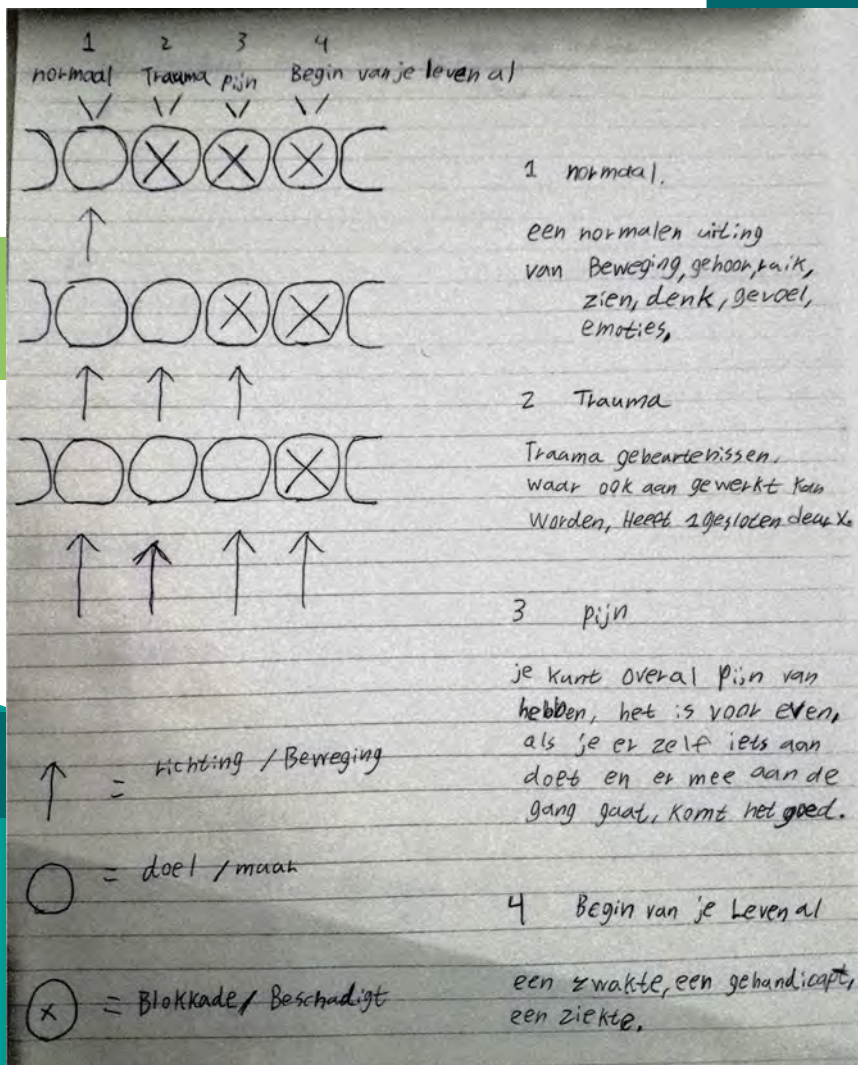 1 2 3 4
normaal Trauma pijn Begin van je leven al
1 normaal.
een normalen uiting
van Beweging, gehoor, ruik,
zien, denk, gevoel,
emoties,
2 Trauma
Trauma gebeurtenissen.
waar ook aan gewerkt kan
worden, Heeft 1 gesloten deur X.
3 pijn
je kunt overal pijn van
hebben, het is voor even,
als je er zelf iets aan
doet en er mee aan de
gang gaat, komt het goed.
= richting / Beweging
= doel / muur
4 Begin van je Leven al
een zwakte, een gehandicapt,
een ziekte.
X = Blokkade / Beschadigt